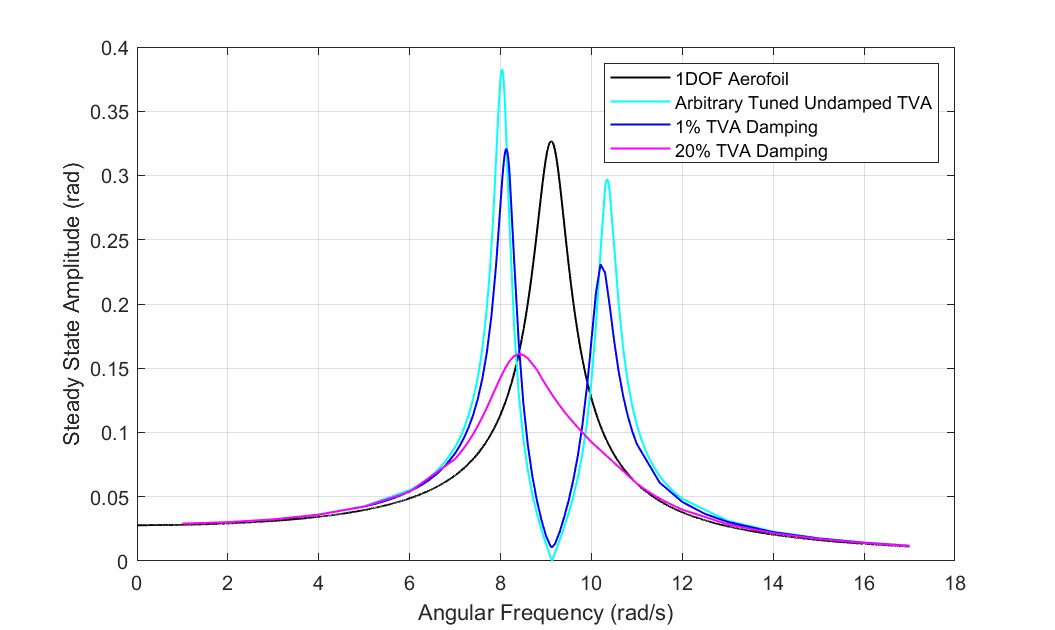 0.4
0.35
0.3
0.25
0.2
0.15
0.1
0.05
0
Steady State Amplitude (rad)
1DOF Aerofoil
Arbitrary Tuned Undamped TVA
1% TVA Damping
20% TVA Damping
0 2 4 6 8 10 12 14 16 18
Angular Frequency (rad/s)